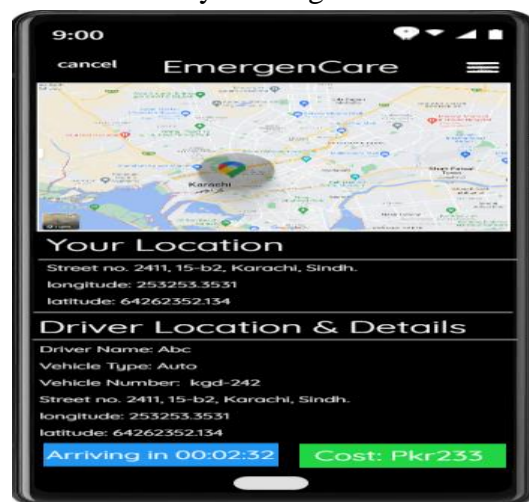 9:00
cancel EmergenCare
Karachi
Your Location
Street no. 2411, 15-b2, Karachi, Sindh.
longitude: 253253.3531
latitude: 64262352.134
Driver Location & Details
Driver Name: Abc
Vehicle Type: Auto
Vehicle Number: kgd-242
Street no. 2411, 15-b2, Karachi, Sindh.
longitude: 253253.3531
latitude: 64262352.134
Arriving in 00:02:32 Cost: Pkr233